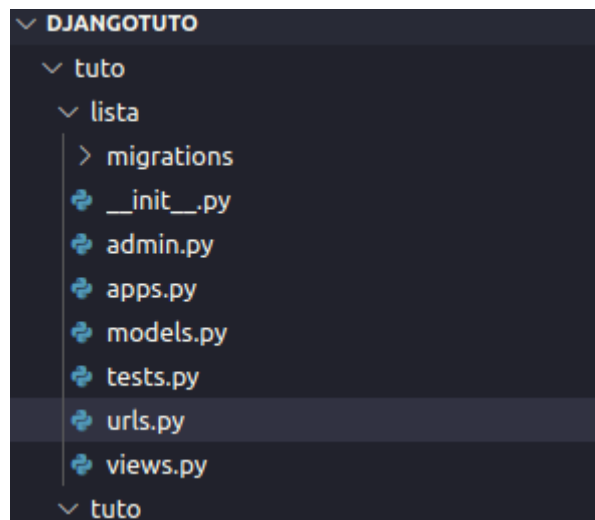 DJANGOTUTO
tuto
lista
migrations
__init__.py
admin.py
apps.py
models.py
tests.py
urls.py
views.py
tuto